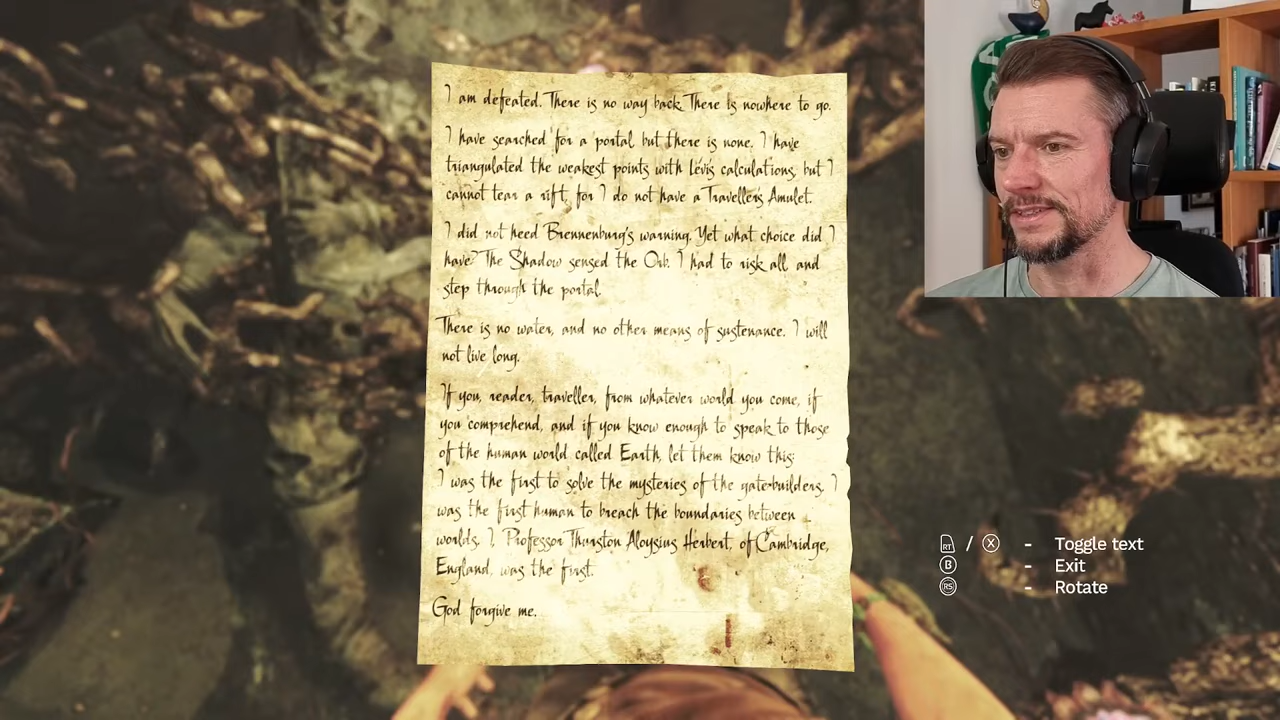 I am defeated. There is no way back. There is nowhere to go.
I have searched for a portal but there is none. I have
triangulated the weakest points with Levi's calculations, but I
cannot tear a rift, for I do not have a Traveller's Amulet.
I did not heed Brennenburg's warning. Yet what choice did I
have? The Shadow sensed the Orb. I had to risk all, and
step through the portal.
There is no water, and no other means of sustenance. I will
not live long.
If you, reader, traveller, from whatever world you come, if
you comprehend, and if you know enough to speak to those
of the human world called Earth, let them know this:
I was the first to solve the mysteries of the gate-builders. I
was the first human to breach the boundaries between
worlds. I, Professor Thurston Aloysius Herbert, of Cambridge,
England, was the first.
God forgive me.
RT / X - Toggle text
B - Exit
RS - Rotate